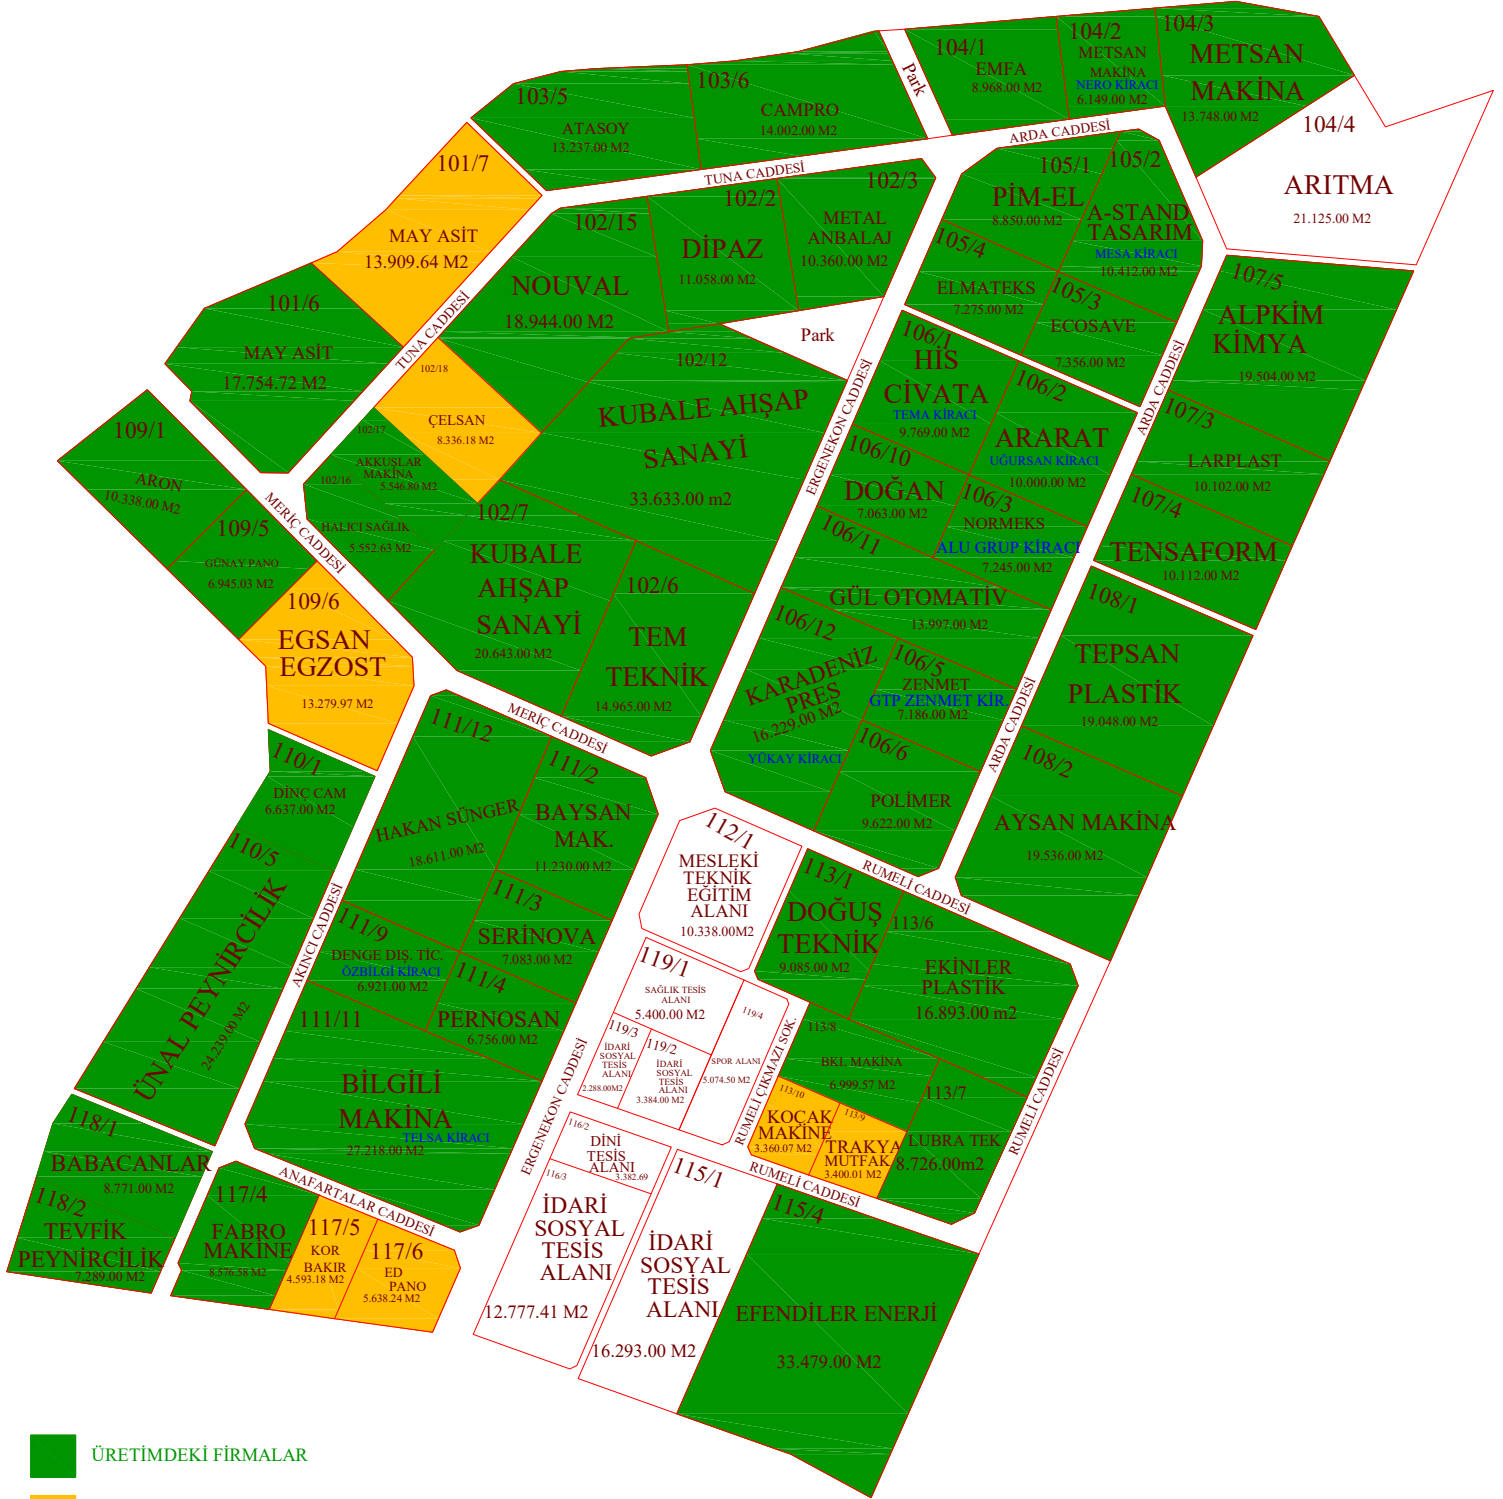 104/1
EMFA
8.968.00 M2
104/2
METSAN
MAKİNA
NERO KİRACI
6.149.00 M2
104/3
METSAN
MAKİNA
13.748.00 M2
104/4
ARITMA
21.125.00 M2
Park
103/5
ATASOY
13.237.00 M2
103/6
CAMPRO
14.002.00 M2
ARDA CADDESİ
TUNA CADDESİ
101/7
MAY ASİT
13.909.64 M2
101/6
MAY ASİT
17.754.72 M2
TUNA CADDESİ
102/15
NOUVAL
18.944.00 M2
102/2
DİPAZ
11.058.00 M2
102/3
METAL
ANBALAJ
10.360.00 M2
Park
105/1
PİM-EL
8.850.00 M2
105/2
A-STAND
TASARIM
MESA KİRACI
10.412.00 M2
105/4
ELMATEKS
7.275.00 M2
105/3
ECOSAVE
7.356.00 M2
107/5
ALPKİM
KİMYA
19.504.00 M2
107/3
LARPLAST
10.102.00 M2
107/4
TENSAFORM
10.112.00 M2
ARDA CADDESİ
102/18
ÇELSAN
8.336.18 M2
102/17
AKKUŞLAR
MAKİNA
5.546.80 M2
102/16
HALICI SAĞLIK
5.552.63 M2
102/12
KUBALE AHŞAP
SANAYİ
33.633.00 m2
102/7
KUBALE
AHŞAP
SANAYİ
20.643.00 M2
102/6
TEM
TEKNİK
14.965.00 M2
ERGENEKON CADDESİ
106/1
HİS
CİVATA
TEMA KİRACI
9.769.00 M2
106/2
ARARAT
UĞURSAN KİRACI
10.000.00 M2
106/10
DOĞAN
7.063.00 M2
106/3
NORMEKS
ALU GRUP KİRACI
7.245.00 M2
106/11
GÜL OTOMATİV
13.997.00 M2
106/12
KARADENİZ
PRES
16.229.00 M2
YÜKAY KİRACI
106/5
ZENMET
GTP ZENMET KİR.
7.186.00 M2
106/6
POLİMER
9.622.00 M2
ARDA CADDESİ
108/1
TEPSAN
PLASTİK
19.048.00 M2
108/2
AYSAN MAKİNA
19.536.00 M2
109/1
ARON
10.338.00 M2
109/5
GÜNAY PANO
6.945.03 M2
109/6
EGSAN
EGZOST
13.279.97 M2
MERİÇ CADDESİ
MERİÇ CADDESİ
110/1
DİNÇ CAM
6.637.00 M2
110/5
ÜNAL PEYNİRCİLİK
24.239.00 M2
AKINCI CADDESİ
111/12
HAKAN SÜNGER
18.611.00 M2
111/2
BAYSAN
MAK.
11.230.00 M2
111/3
SERİNOVA
7.083.00 M2
111/9
DENGE DIŞ. TİC.
ÖZBİLGİ KİRACI
6.921.00 M2
111/4
PERNOSAN
6.756.00 M2
111/11
BİLGİLİ
MAKİNA
TELSA KİRACI
27.218.00 M2
112/1
MESLEKİ
TEKNİK
EĞİTİM
ALANI
10.338.00M2
RUMELİ CADDESİ
113/1
DOĞUŞ
TEKNİK
9.085.00 M2
113/6
EKİNLER
PLASTİK
16.893.00 m2
113/8
BKL MAKİNA
6.999.57 M2
113/7
LUBRA TEK
8.726.00m2
113/10
KOÇAK
MAKİNE
3.360.07 M2
113/9
TRAKYA
MUTFAK
3.400.01 M2
RUMELİ CADDESİ
RUMELİ CADDESİ
RUMELİ ÇIKMAZI SOK.
119/1
SAĞLIK TESİS
ALANI
5.400.00 M2
119/4
SPOR ALANI
5.074.50 M2
119/3
İDARİ
SOSYAL
TESİS
ALANI
2.288.00M2
119/2
İDARİ
SOSYAL
TESİS
ALANI
3.384.00 M2
ERGENEKON CADDESİ
116/2
DİNİ
TESİS
ALANI
3.382.69
116/3
İDARİ
SOSYAL
TESİS
ALANI
12.777.41 M2
115/1
İDARİ
SOSYAL
TESİS
ALANI
16.293.00 M2
115/4
EFENDİLER ENERJİ
33.479.00 M2
118/1
BABACANLAR
8.771.00 M2
118/2
TEVFİK
PEYNİRCİLİK
7.289.00 M2
ANAFARTALAR CADDESİ
117/4
FABRO
MAKİNE
8.576.58 M2
117/5
KOR
BAKIR
4.593.18 M2
117/6
ED
PANO
5.638.24 M2
ÜRETİMDEKİ FİRMALAR